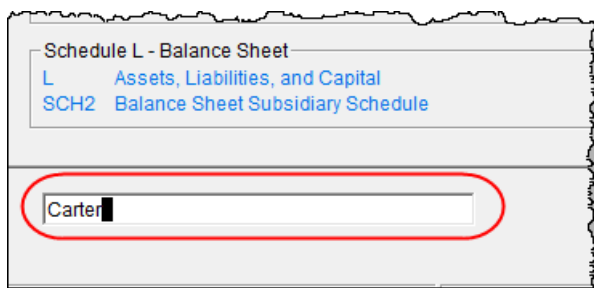 Schedule L - Balance Sheet
L Assets, Liabilities, and Capital
SCH2 Balance Sheet Subsidiary Schedule
Carter